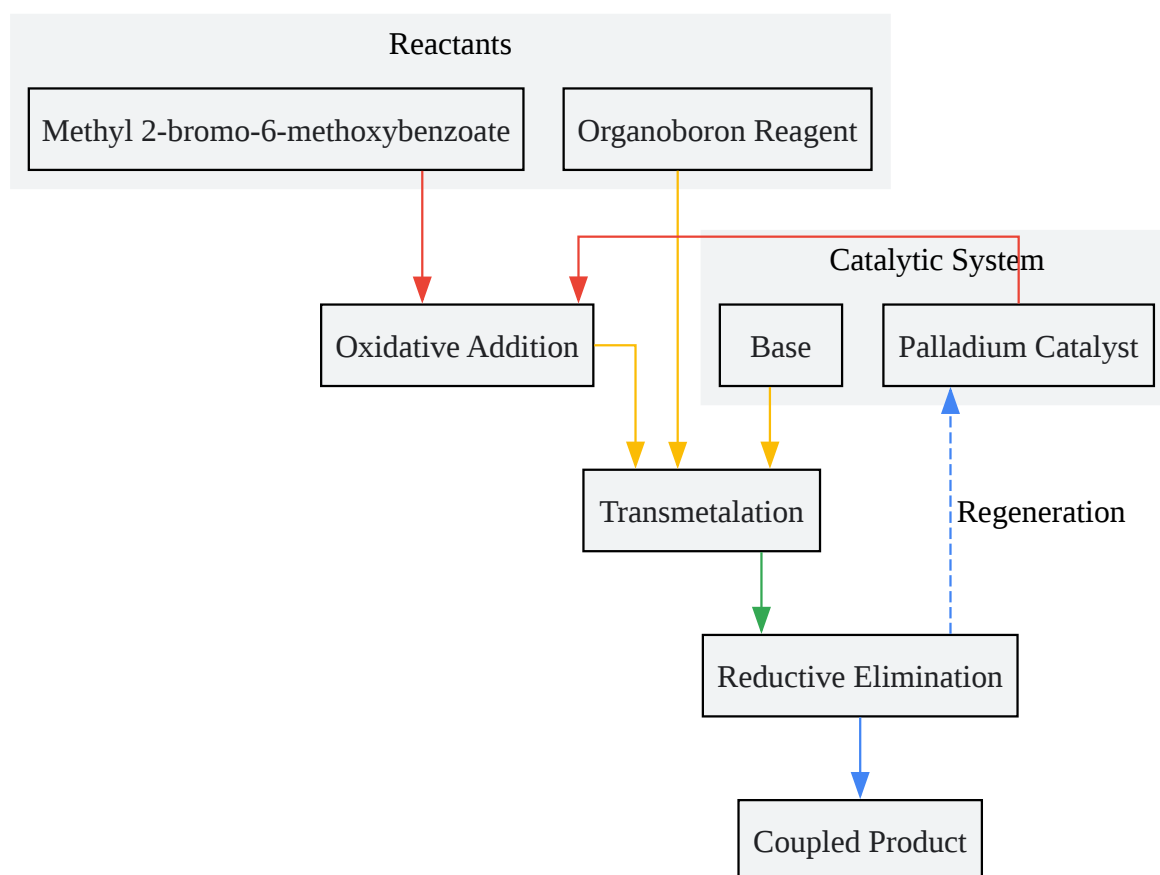 Reactants
Methyl 2-bromo-6-methoxybenzoate
Organoboron Reagent
Catalytic System
Oxidative Addition
Base
Palladium Catalyst
Transmetalation
Regeneration
Reductive Elimination
Coupled Product